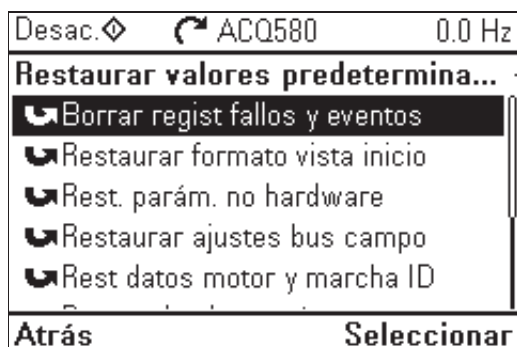 Desac. ACQ580 0.0 Hz
Restaurar valores predetermina...
Borrar regist fallos y eventos
Restaurar formato vista inicio
Rest. parám. no hardware
Restaurar ajustes bus campo
Rest datos motor y marcha ID
Atrás Seleccionar